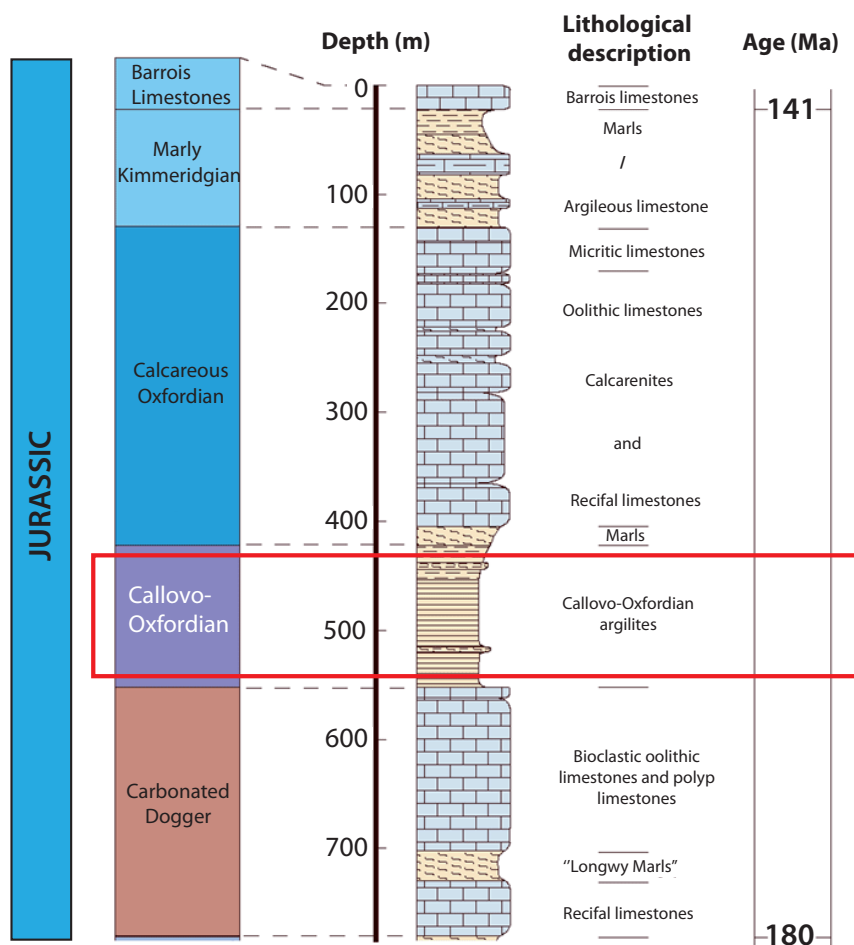 Depth (m)
Lithological
description
Age (Ma)
JURASSIC
Barrois
Limestones
Marly
Kimmeridgian
Calcareous
Oxfordian
Callovo-
Oxfordian
Carbonated
Dogger
0
100
200
300
400
500
600
700
Barrois limestones
Marls
/
Argileous limestone
Micritic limestones
Oolithic limestones
Calcarenites
and
Recifal limestones
Marls
Callovo-Oxfordian
argilites
Bioclastic oolithic
limestones and polyp
limestones
"Longwy Marls"
Recifal limestones
141
180